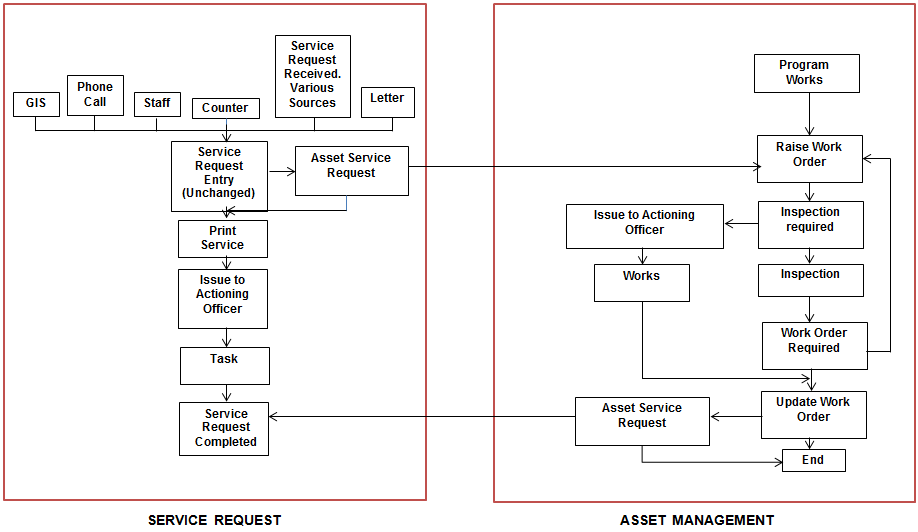 GIS
Phone
Call
Staff
Counter
Service
Request
Received.
Various
Sources
Letter
Service
Request
Entry
(Unchanged)
Asset Service
Request
Print
Service
Issue to
Actioning
Officer
Task
Service
Request
Completed
SERVICE REQUEST
Program
Works
Raise Work
Order
Issue to Actioning
Officer
Inspection
required
Works
Inspection
Work Order
Required
Asset Service
Request
Update Work
Order
End
ASSET MANAGEMENT